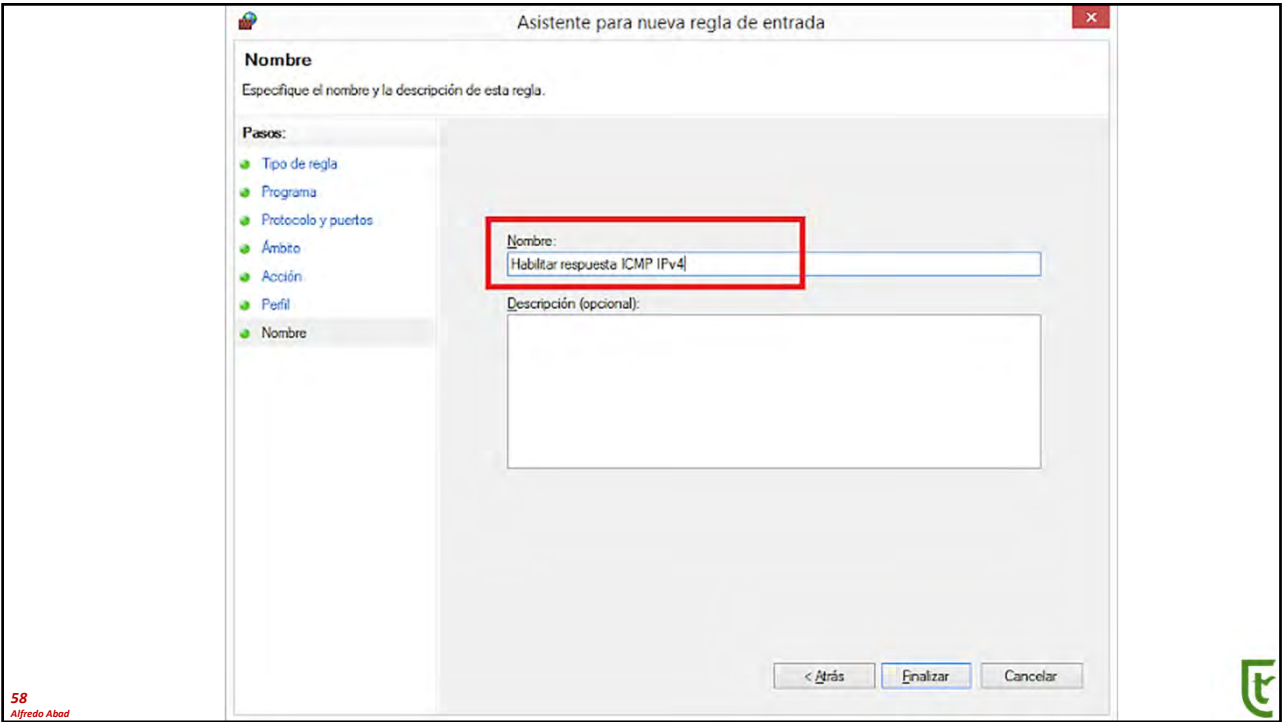 Asistente para nueva regla de entrada
Nombre
Especifique el nombre y la descripción de esta regla.
Pasos:
Tipo de regla
Programa
Protocolo y puertos
Ámbito
Acción
Perfil
Nombre
Nombre:
Habilitar respuesta ICMP IPv4
Descripción (opcional):
< Atrás
Finalizar
Cancelar
58
Alfredo Abad